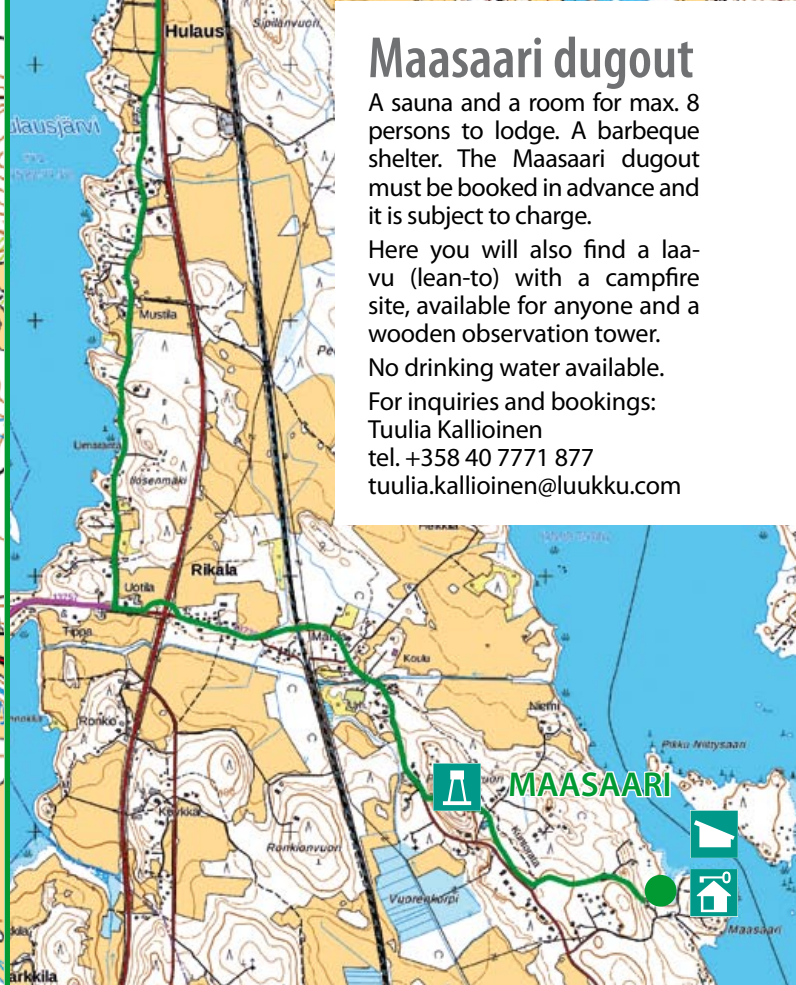 Maasaari dugout
A sauna and a room for max. 8
persons to lodge. A barbeque
shelter. The Maasaari dugout
must be booked in advance and
it is subject to charge.
Here you will also find a laa-
vu (lean-to) with a campfire
site, available for anyone and a
wooden observation tower.
No drinking water available.
For inquiries and bookings:
Tuulia Kallioinen
tel. +358 40 7771 877
tuulia.kallioinen@luukku.com
Hulaus
Sipilänvuori
Mustila
Uimaranta
Ilosenmäki
Rikala
Uotila
13757
Tippa
Koulu
Ronkio
Niemi
Pikku Niittysaari
MAASAARI
Ronkionvuori
Vuorenkorpi
Maasaari